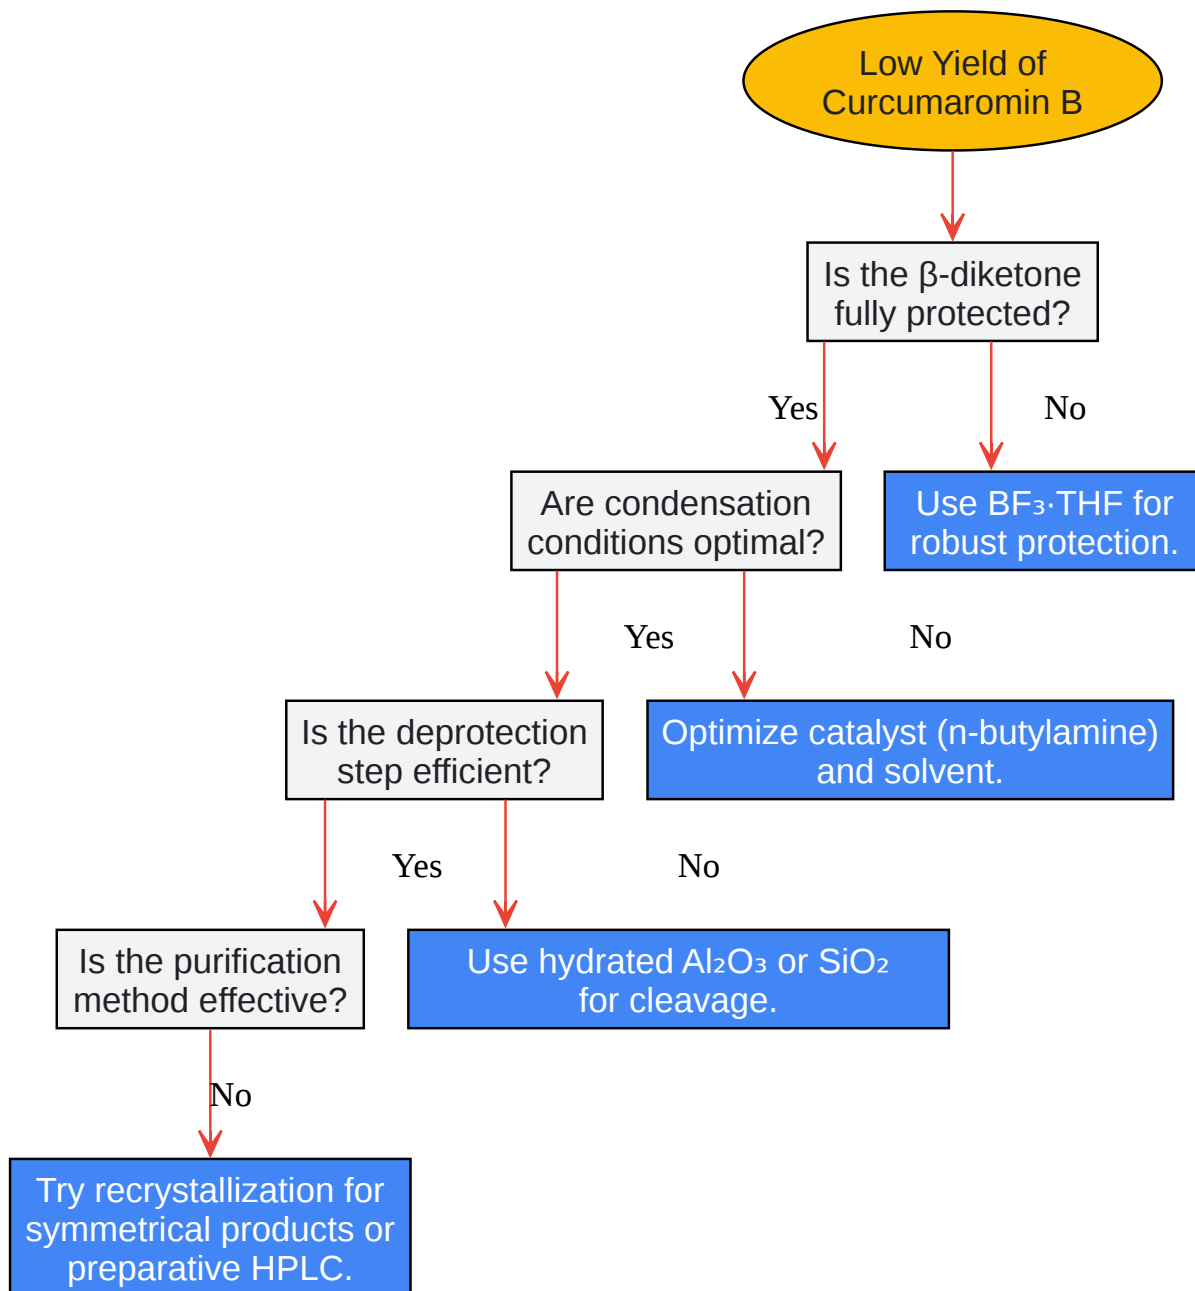 Low Yield of
Curcumaromin B
Is the β-diketone
fully protected?
Yes
No
Are condensation
conditions optimal?
Use BF₃·THF for
robust protection.
Yes
No
Is the deprotection
step efficient?
Optimize catalyst (n-butylamine)
and solvent.
Yes
No
Is the purification
method effective?
Use hydrated Al₂O₃ or SiO₂
for cleavage.
No
Try recrystallization for
symmetrical products or
preparative HPLC.